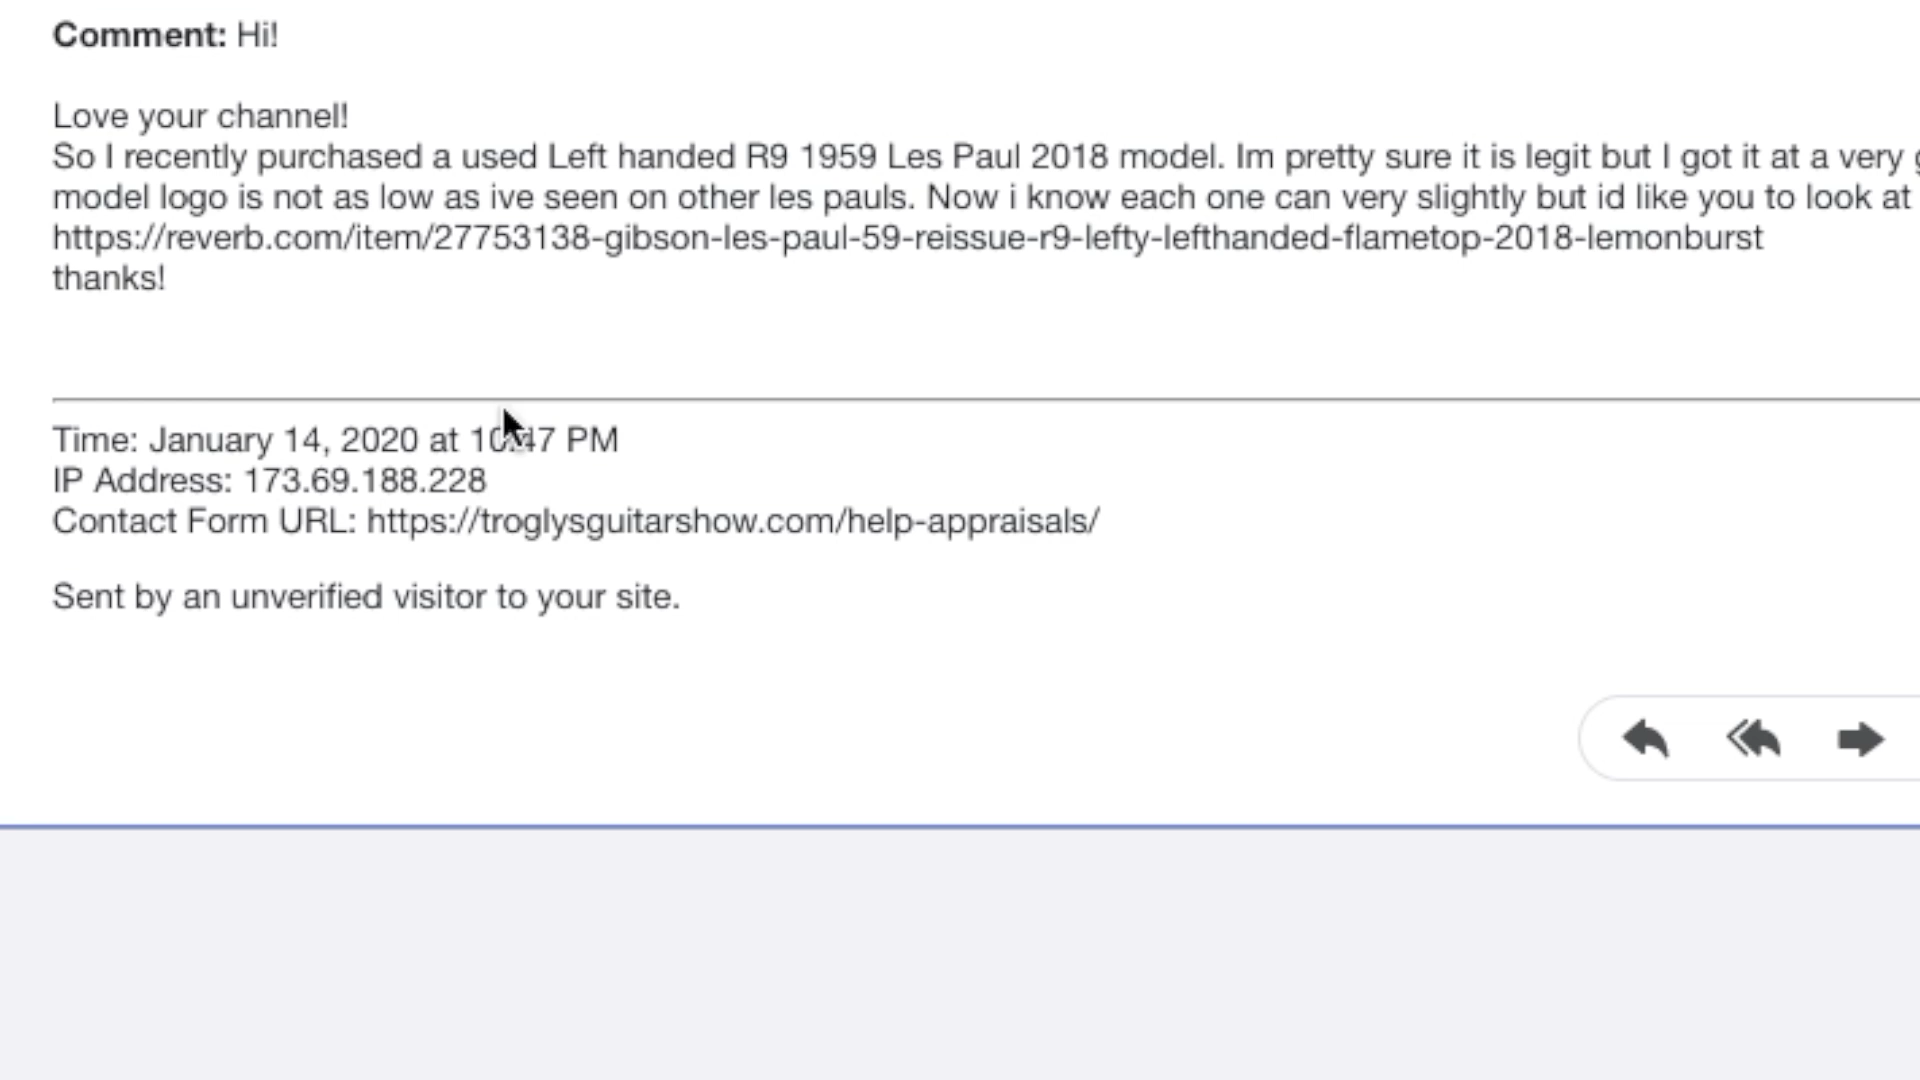 Comment: Hi!
Love your channel!
So I recently purchased a used Left handed R9 1959 Les Paul 2018 model. Im pretty sure it is legit but I got it at a very
model logo is not as low as ive seen on other les pauls. Now i know each one can very slightly but id like you to look at
https://reverb.com/item/27753138-gibson-les-paul-59-reissue-r9-lefty-lefthanded-flametop-2018-lemonburst
thanks!
Time: January 14, 2020 at PM
IP Address: 173.69.188.228
Contact Form URL: https://troglysguitarshow.com/help-appraisals/
Sent by an unverified visitor to your site.